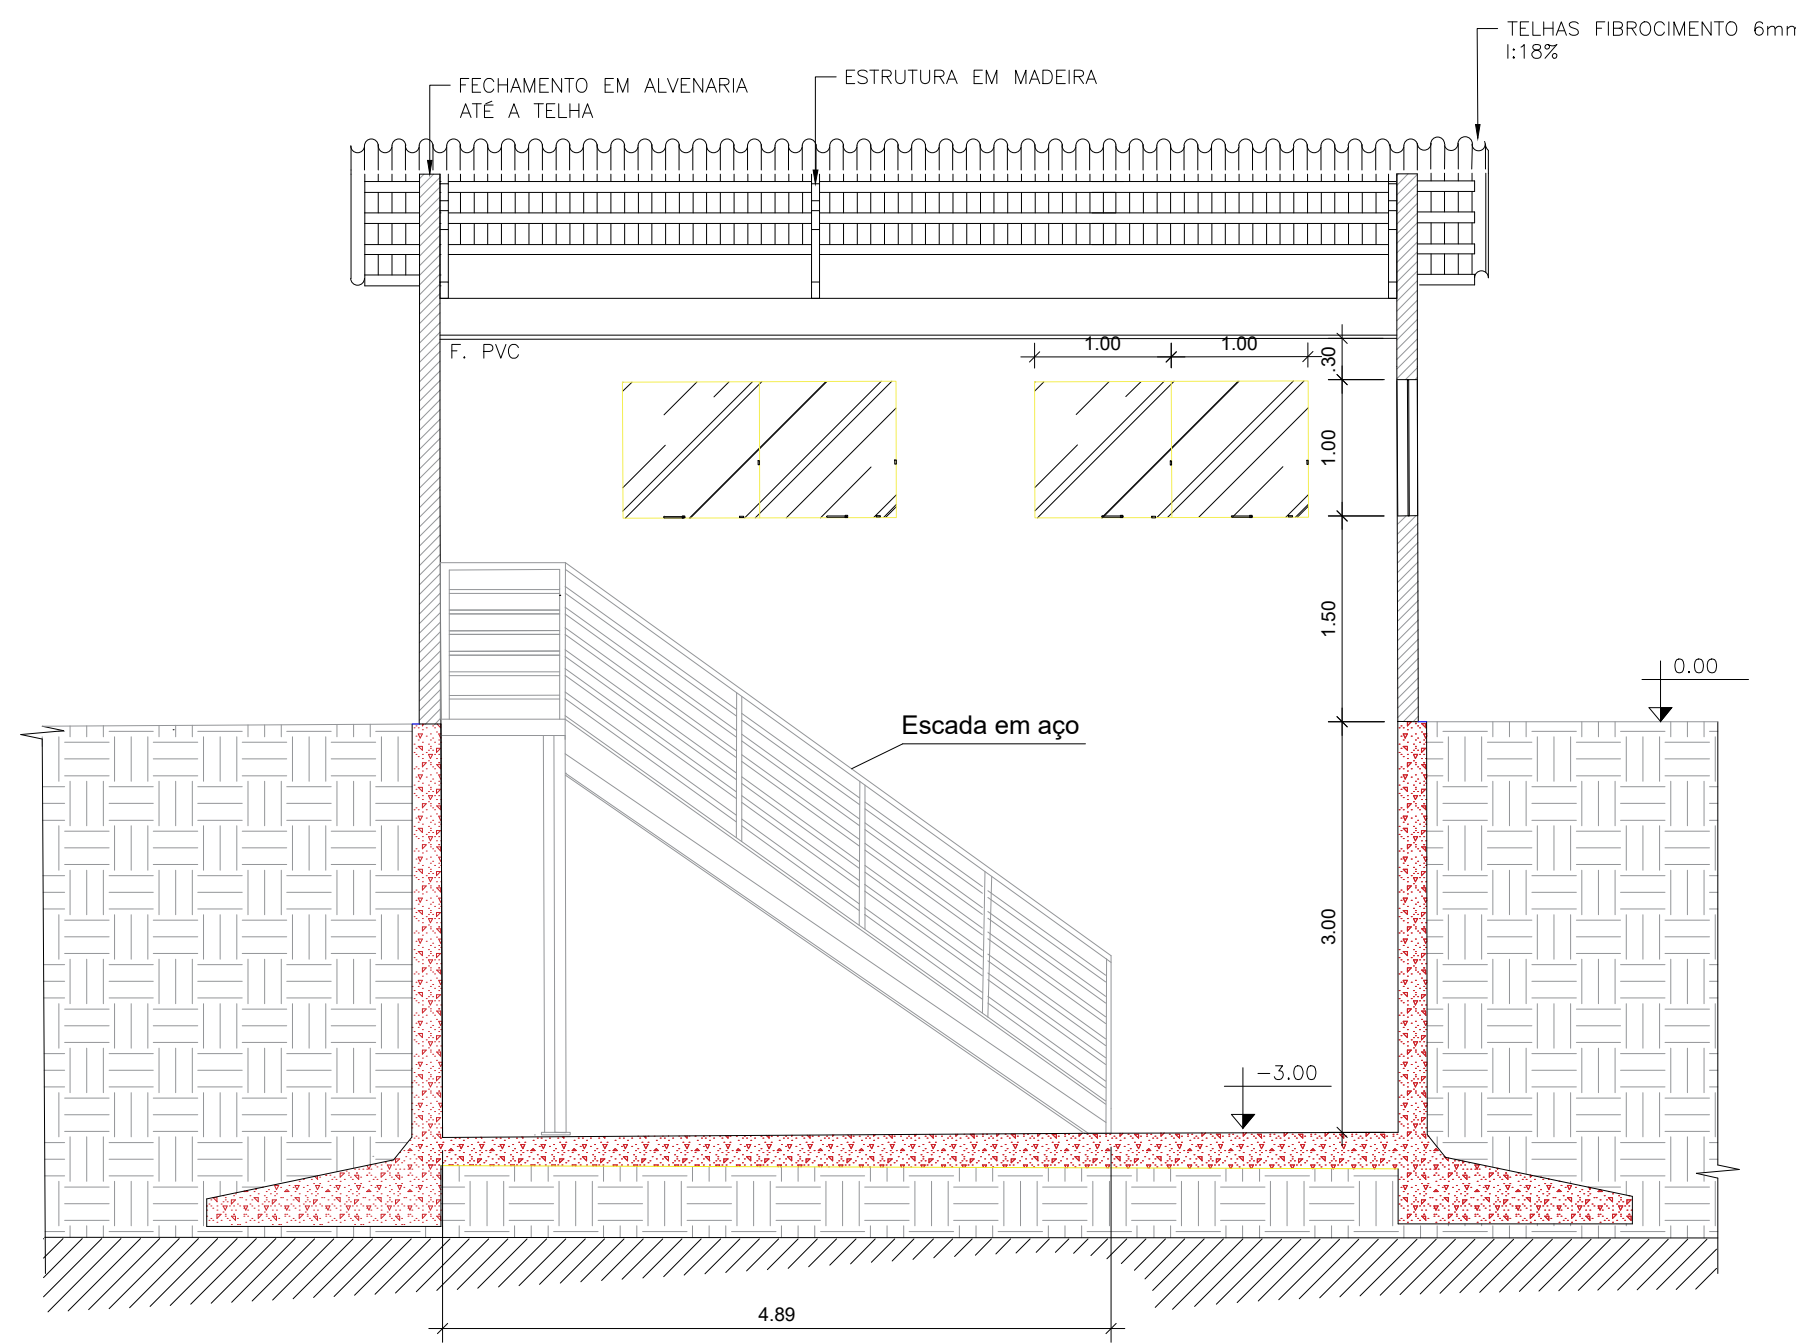 TELHAS FIBROCIMENTO 6mm
I:18%
FECHAMENTO EM ALVENARIA
ATÉ A TELHA
ESTRUTURA EM MADEIRA
F. PVC
1.00
1.00
.30
1.00
1.50
0.00
Escada em aço
3.00
-3.00
4.89